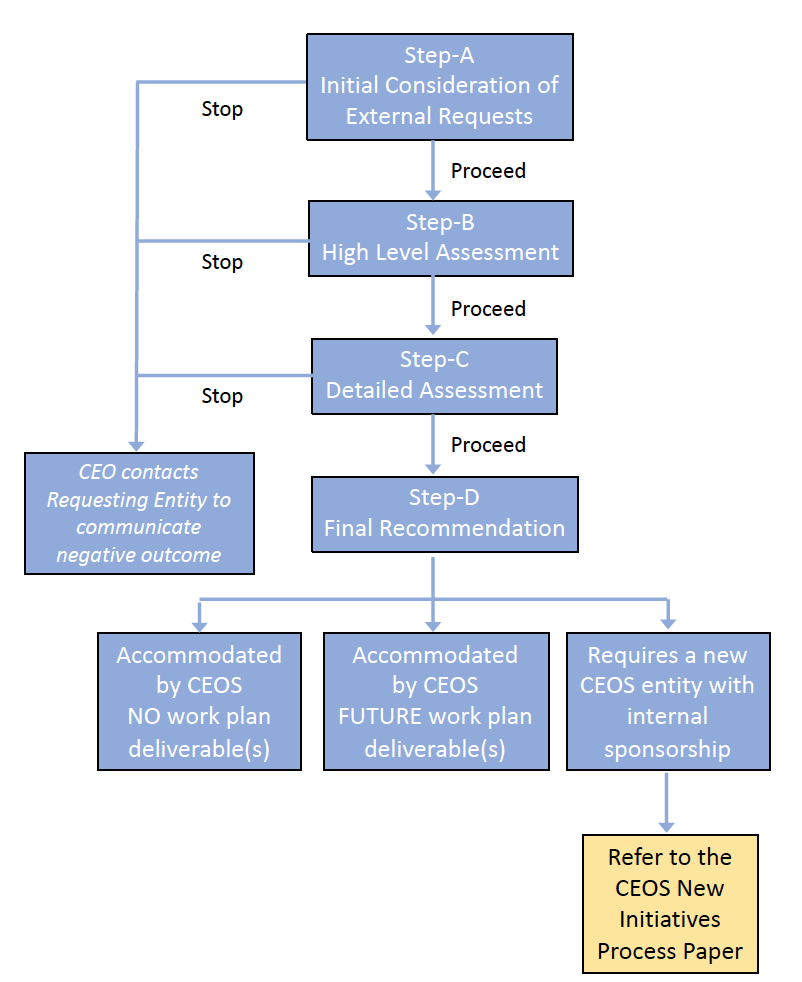 Step-A
Initial Consideration of
External Requests
Stop
Proceed
Step-B
High Level Assessment
Stop
Proceed
Step-C
Detailed Assessment
Stop
Proceed
CEO contacts
Requesting Entity to
communicate
negative outcome
Step-D
Final Recommendation
Accommodated
by CEOS
NO work plan
deliverable(s)
Accommodated
by CEOS
FUTURE work plan
deliverable(s)
Requires a new
CEOS entity with
internal
sponsorship
Refer to the
CEOS New
Initiatives
Process Paper